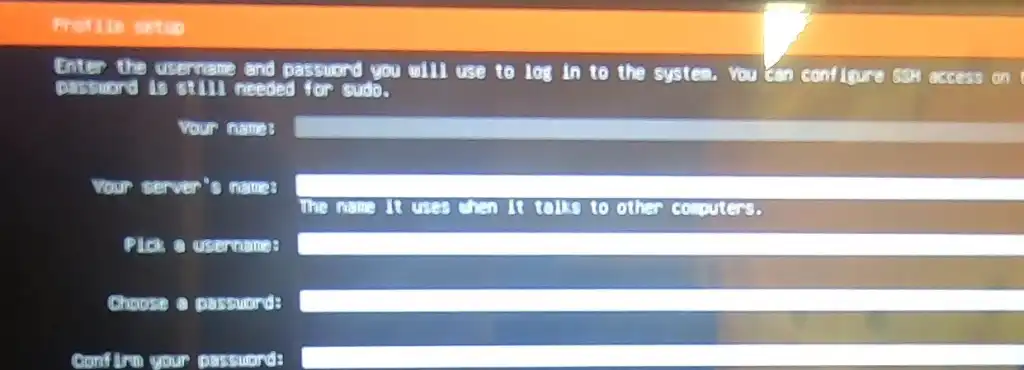 Profile setup
Enter the username and password you will use to log in to the system. You can configure SSH access on
password is still needed for sudo.
Your name:
Your server's name:
The name it uses when it talks to other computers.
Pick a username:
Choose a password:
Confirm your password: